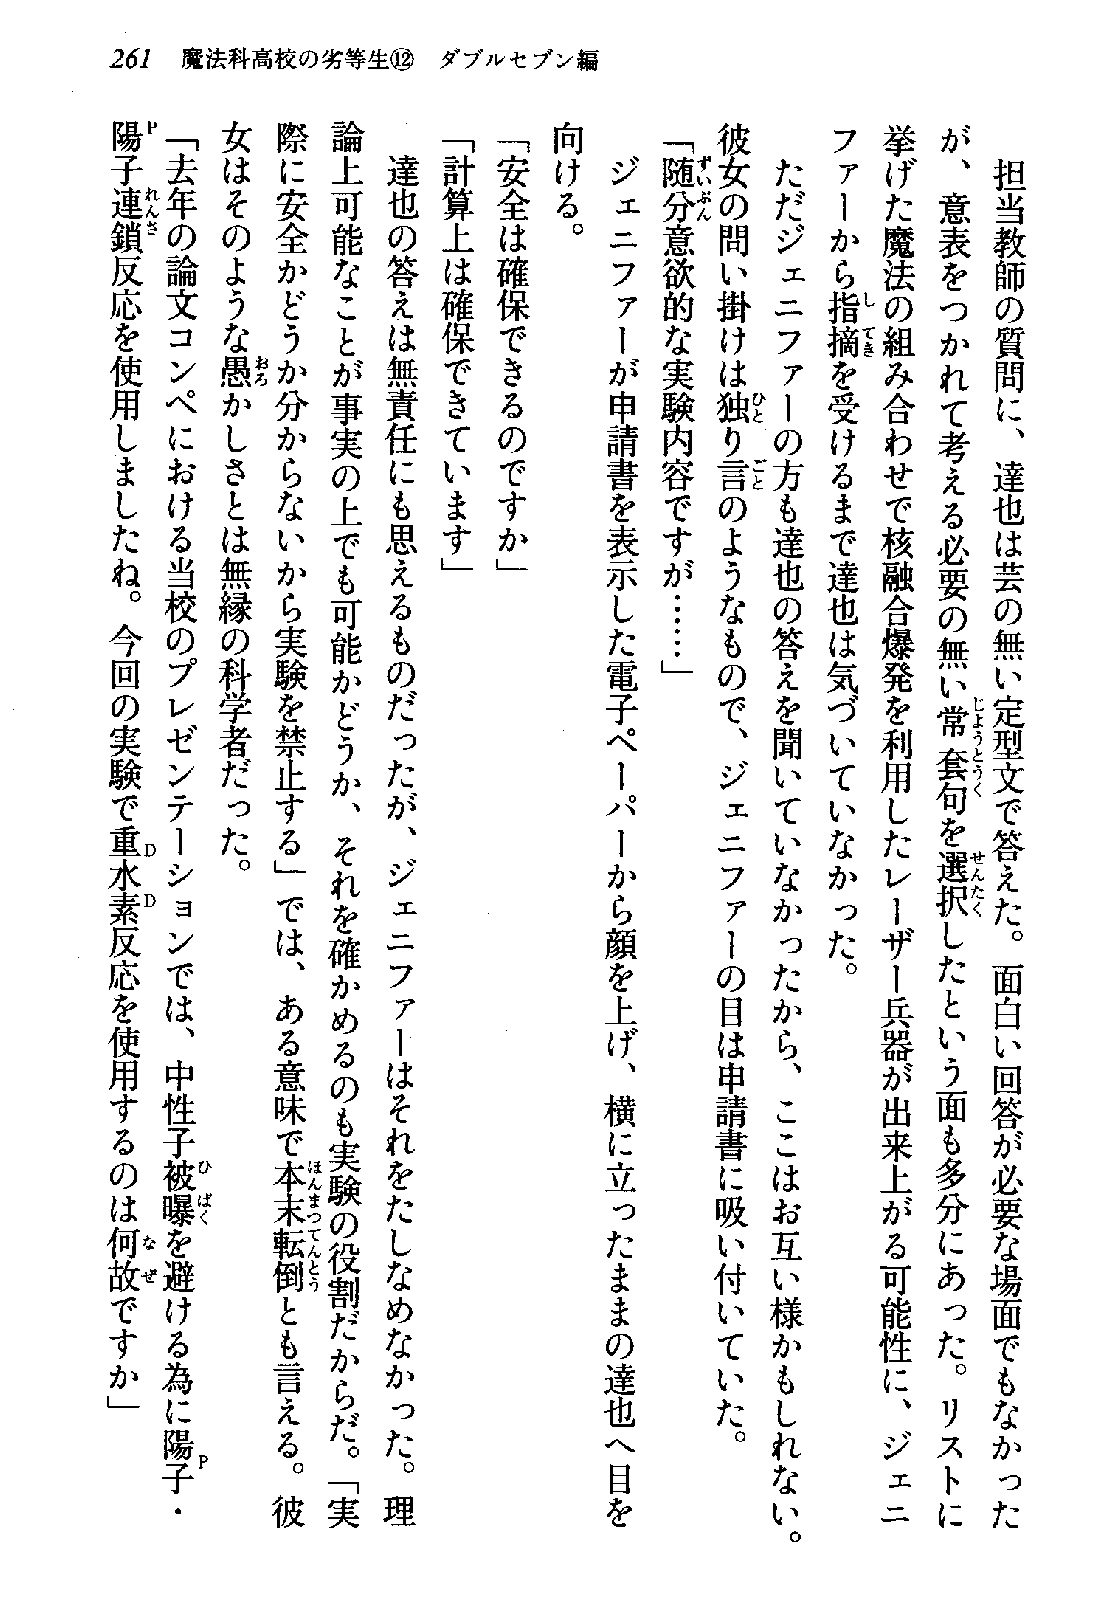 261　魔法科高校の劣等生⑫　ダブルセブン編
　担当教師の質問に、達也は芸の無い定型文で答えた。面白い回答が必要な場面でもなかった
が、意表をつかれて考える必要の無い常套句を選択したという面も多分にあった。リストに
挙げた魔法の組み合わせで核融合爆発を利用したレーザー兵器が出来上がる可能性に、ジェニ
ファーから指摘を受けるまで達也は気づいていなかった。
　ただジェニファーの方も達也の答えを聞いていなかったから、ここはお互い様かもしれない。
彼女の問い掛けは独り言のようなもので、ジェニファーの目は申請書に吸い付いていた。
「随分意欲的な実験内容ですが……」
　ジェニファーが申請書を表示した電子ペーパーから顔を上げ、横に立ったままの達也へ目を
向ける。
「安全は確保できるのですか」
「計算上は確保できています」
　達也の答えは無責任にも思えるものだったが、ジェニファーはそれをたしなめなかった。理
論上可能なことが事実の上でも可能かどうか、それを確かめるのも実験の役割だからだ。「実
際に安全かどうか分からないから実験を禁止する」では、ある意味で本末転倒とも言える。彼
女はそのような愚かしさとは無縁の科学者だった。
「去年の論文コンペにおける当校のプレゼンテーションでは、中性子被曝を避ける為に陽子・
陽子連鎖反応を使用しましたね。今回の実験で重水素反応を使用するのは何故ですか」